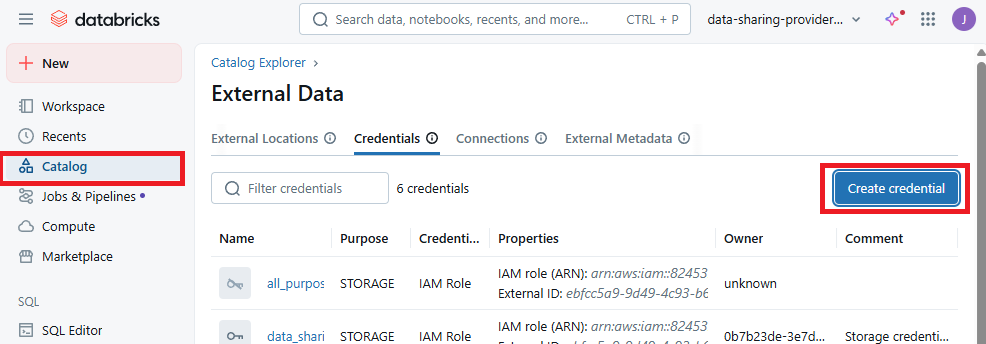 databricks
Search data, notebooks, recents, and more...
CTRL + P
data-sharing-provider...
J
New
Workspace
Recents
Catalog
Jobs & Pipelines
Compute
Marketplace
SQL
SQL Editor
Catalog Explorer
External Data
External Locations Credentials Connections External Metadata
Filter credentials
6 credentials
Create credential
Name Purpose Credenti... Properties Owner Comment
all_purpos STORAGE IAM Role IAM role (ARN): arn:aws:iam::82453 unknown
External ID: ebfcc5a9-9d49-4c93-b6
data_shari STORAGE IAM Role IAM role (ARN): arn:aws:iam::82453 0b7b23de-3e7d... Storage credenti...